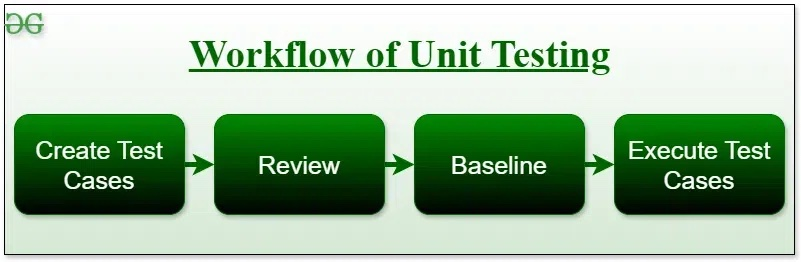 Workflow of Unit Testing
Create Test
Cases
Review
Baseline
Execute Test
Cases